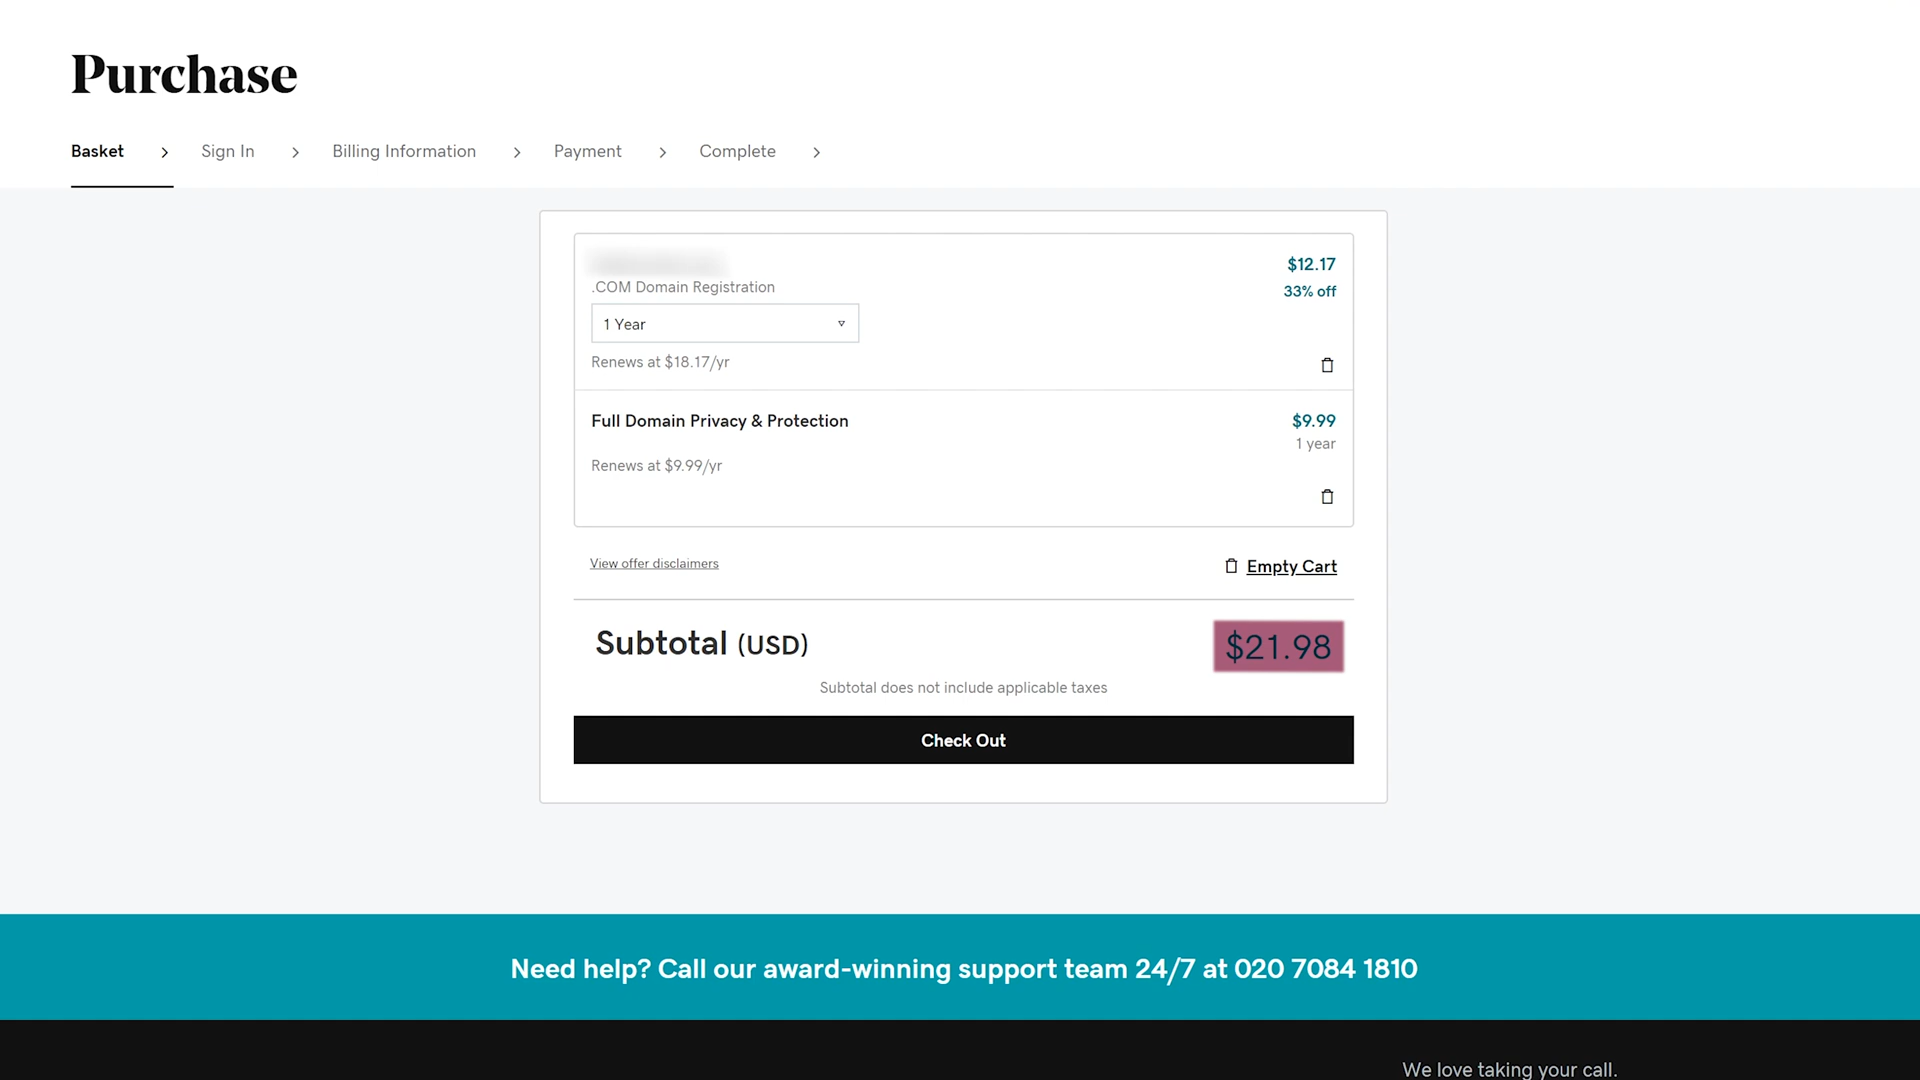 Purchase
Basket
Sign In
Billing Information
Payment
Complete
$12.17
.COM Domain Registration
33% off
1 Year
Renews at $18.17/yr
Full Domain Privacy & Protection
$9.99
1 year
Renews at $9.99/yr
View offer disclaimers
Empty Cart
Subtotal (USD)
$21.98
Subtotal does not include applicable taxes
Check Out
Need help? Call our award-winning support team 24/7 at 020 7084 1810
We love taking your call.